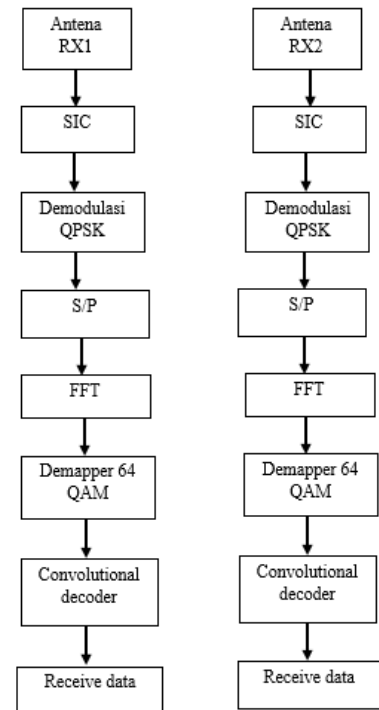 Antena
RX1
SIC
Demodulasi
QPSK
S/P
FFT
Demapper 64
QAM
Convolutional
decoder
Receive data
Antena
RX2
SIC
Demodulasi
QPSK
S/P
FFT
Demapper 64
QAM
Convolutional
decoder
Receive data